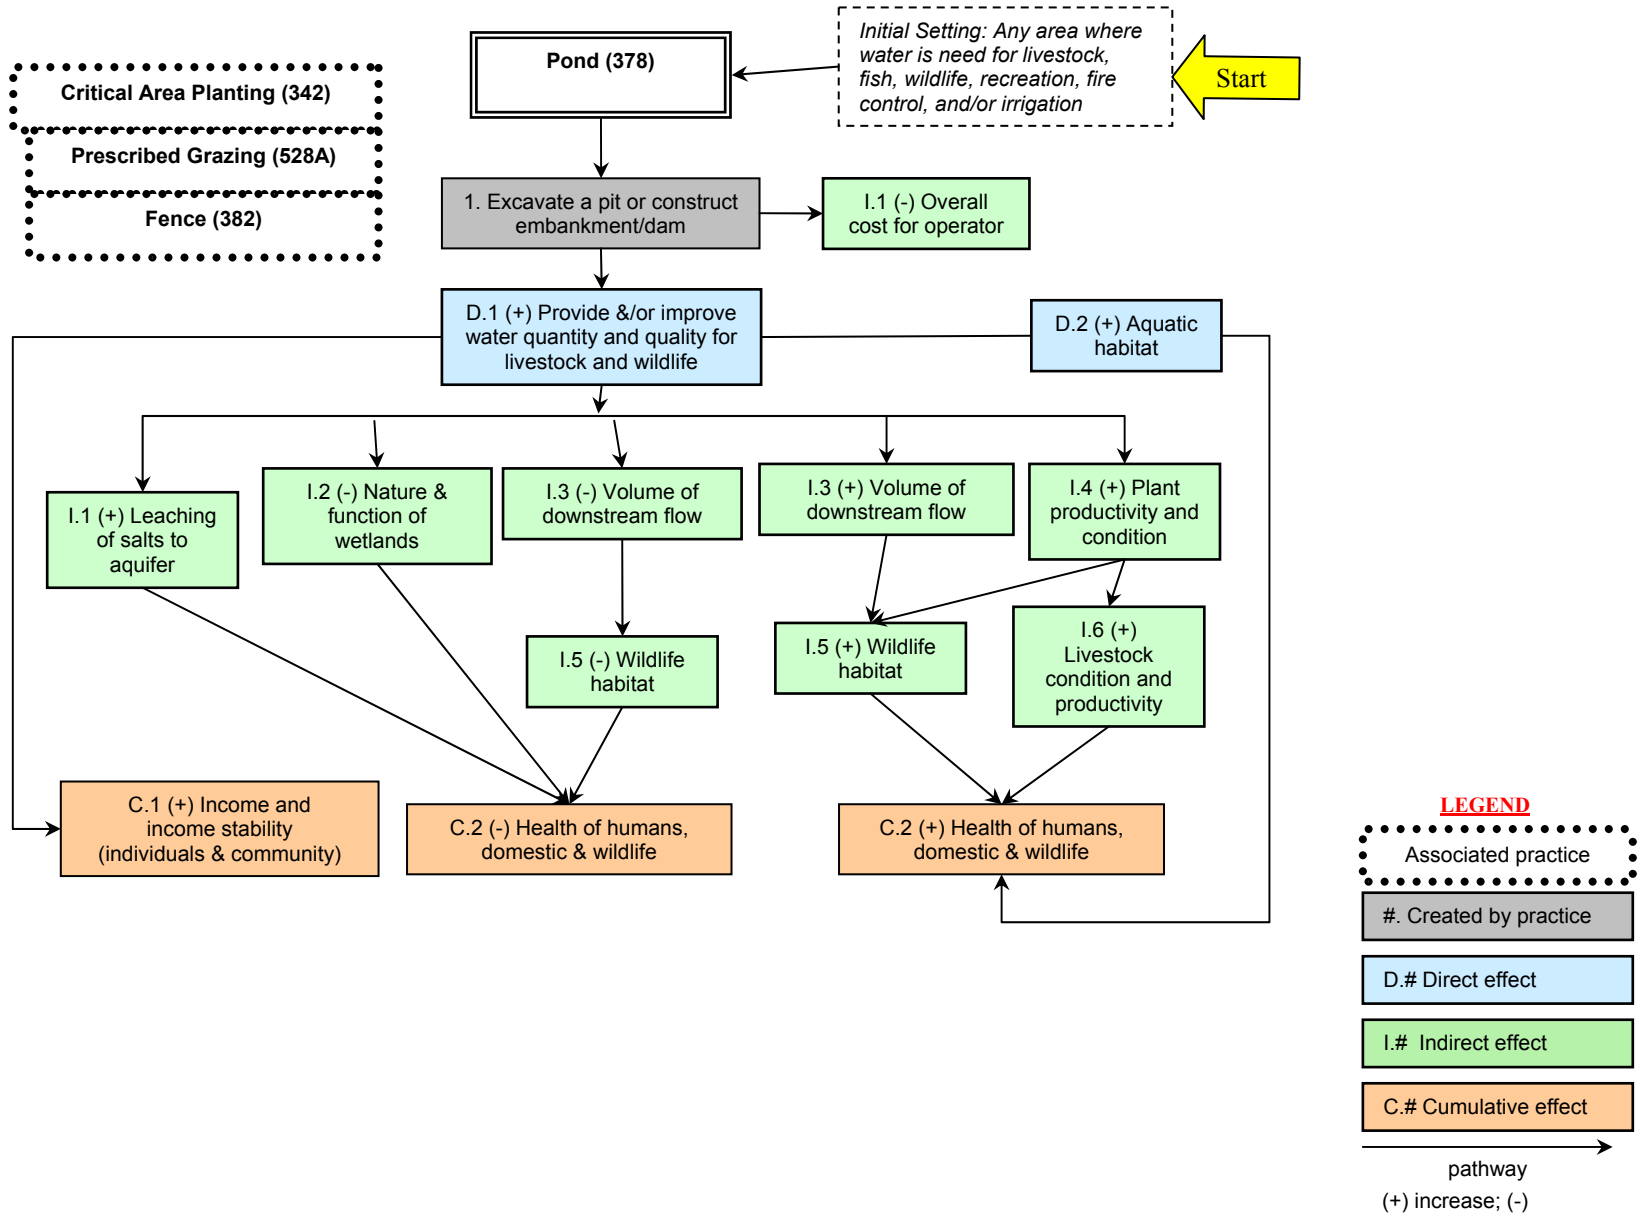 Initial Setting: Any area where
water is need for livestock,
fish, wildlife, recreation, fire
control, and/or irrigation
Start
Pond (378)
Critical Area Planting (342)
Prescribed Grazing (528A)
Fence (382)
1. Excavate a pit or construct
embankment/dam
I.1 (-) Overall
cost for operator
D.1 (+) Provide &/or improve
water quantity and quality for
livestock and wildlife
D.2 (+) Aquatic
habitat
I.1 (+) Leaching
of salts to
aquifer
I.2 (-) Nature &
function of
wetlands
I.3 (-) Volume of
downstream flow
I.3 (+) Volume of
downstream flow
I.4 (+) Plant
productivity and
condition
I.5 (-) Wildlife
habitat
I.5 (+) Wildlife
habitat
I.6 (+)
Livestock
condition and
productivity
C.1 (+) Income and
income stability
(individuals & community)
C.2 (-) Health of humans,
domestic & wildlife
C.2 (+) Health of humans,
domestic & wildlife
LEGEND
Associated practice
#. Created by practice
D.# Direct effect
I.# Indirect effect
C.# Cumulative effect
pathway
(+) increase; (-)